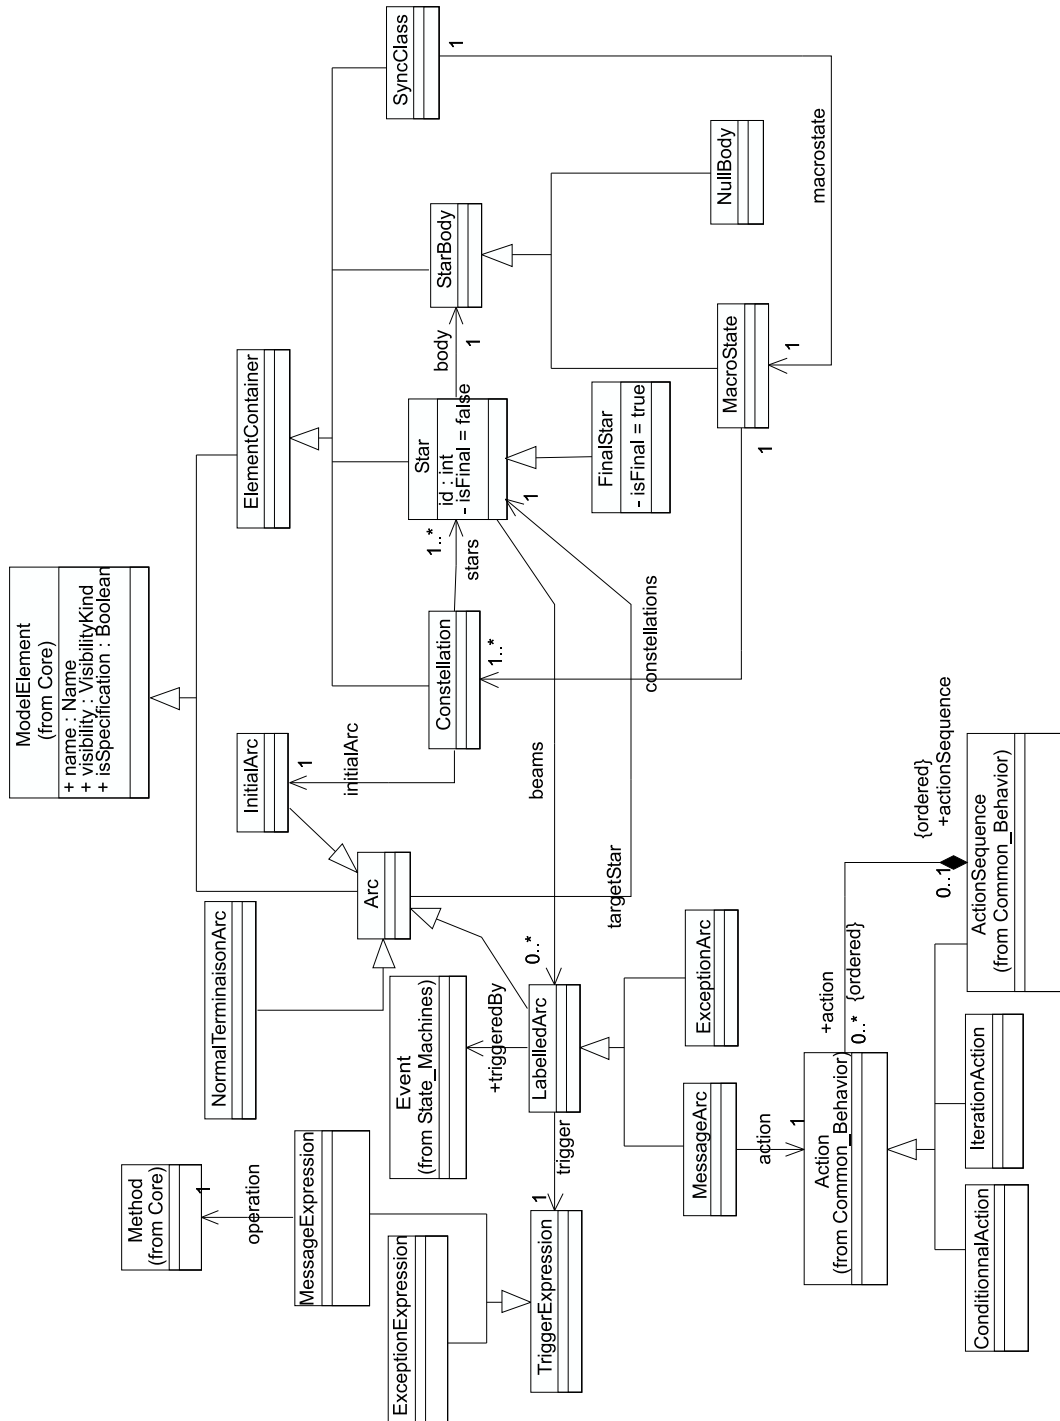 ModelElement
(from Core)
+ name : Name
+ visibility : VisibilityKind
+ isSpecification : Boolean
Method
(from Core)
1
operation
MessageExpression
ExceptionExpression
TriggerExpression
1
trigger
NormalTerminaisonArc
InitialArc
1
initialArc
ElementContainer
Arc
Event
(from State_Machines)
+triggeredBy
LabelledArc
0..*
beams
targetStar
Constellation
1..*
constellations
stars
1..*
Star
id : int
- isFinal = false
1
body
1
StarBody
SyncClass
1
macrostate
FinalStar
- isFinal = true
MacroState
1
1
NullBody
MessageArc
ExceptionArc
action
1
Action
(from Common_Behavior)
+action
0..*
{ordered}
ConditionnalAction
IterationAction
ActionSequence
(from Common_Behavior)
0..1
{ordered}
+actionSequence